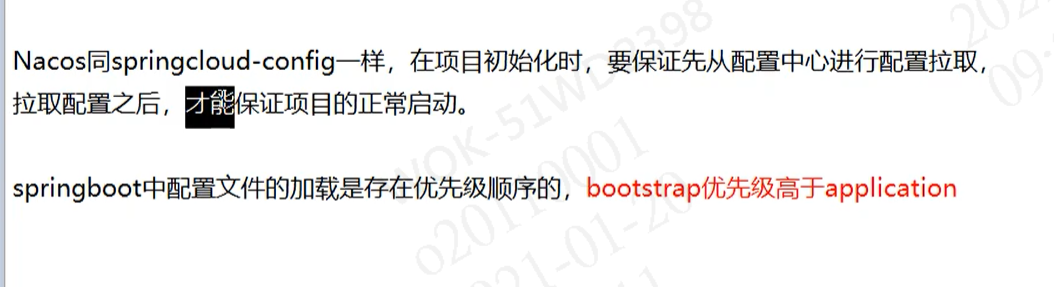 Nacos同springcloud-config一样，在项目初始化时，要保证先从配置中心进行配置拉取，
拉取配置之后，才能保证项目的正常启动。
springboot中配置文件的加载是存在优先级顺序的，bootstrap优先级高于application